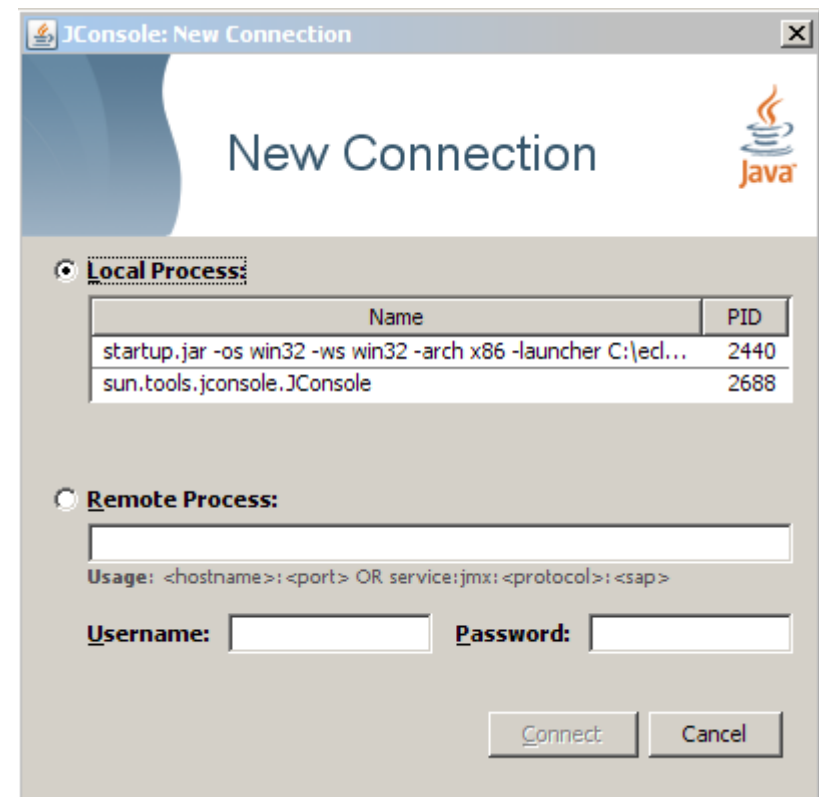 JConsole: New Connection
New Connection
Java
Local Process:
Name PID
startup.jar -os win32 -ws win32 -arch x86 -launcher C:\ecl... 2440
sun.tools.jconsole.JConsole 2688
Remote Process:
Usage: <hostname>:<port> OR service:jmx:<protocol>:<sap>
Username: Password:
Connect Cancel